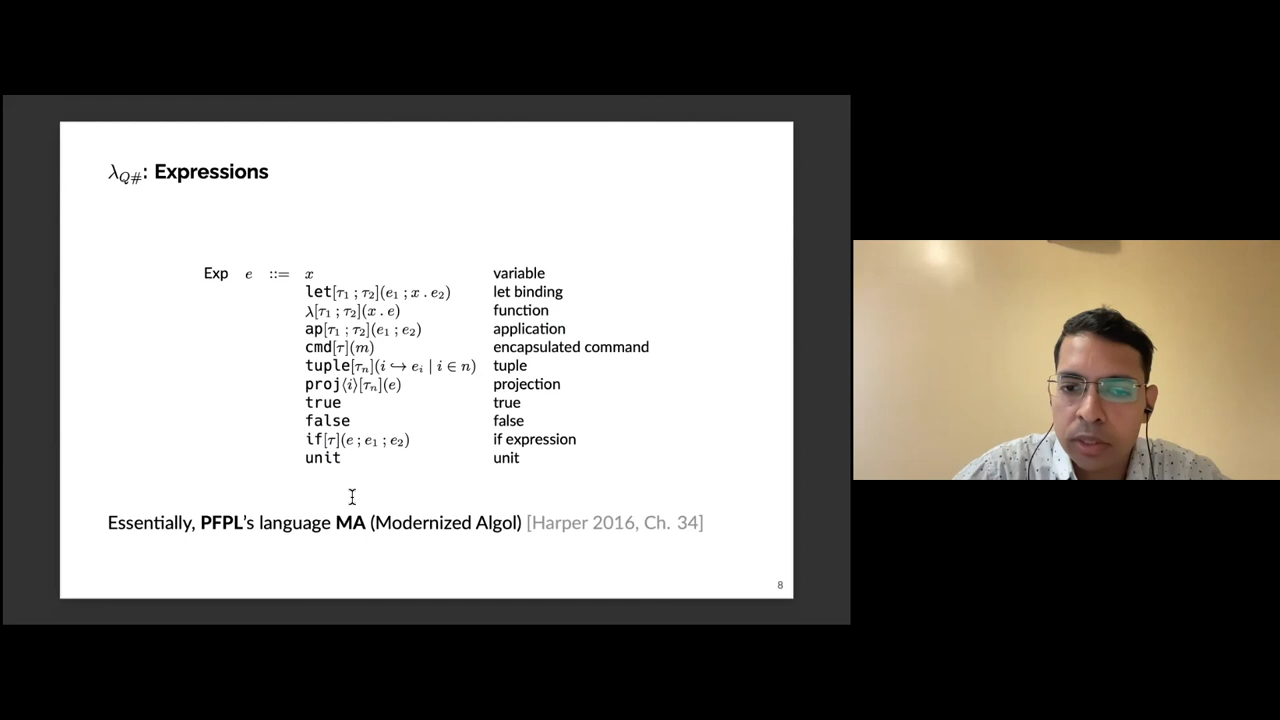 λQ#: Expressions
Exp e ::= x variable
let[τ₁ ; τ₂](e₁ ; x . e₂) let binding
λ[τ₁ ; τ₂](x . e) function
ap[τ₁ ; τ₂](e₁ ; e₂) application
cmd[τ](m) encapsulated command
tuple[τₙ](i ↪ eᵢ | i ∈ n) tuple
proj⟨i⟩[τₙ](e) projection
true true
false false
if[τ](e ; e₁ ; e₂) if expression
unit unit
Essentially, PFPL's language MA (Modernized Algol) [Harper 2016, Ch. 34]
8